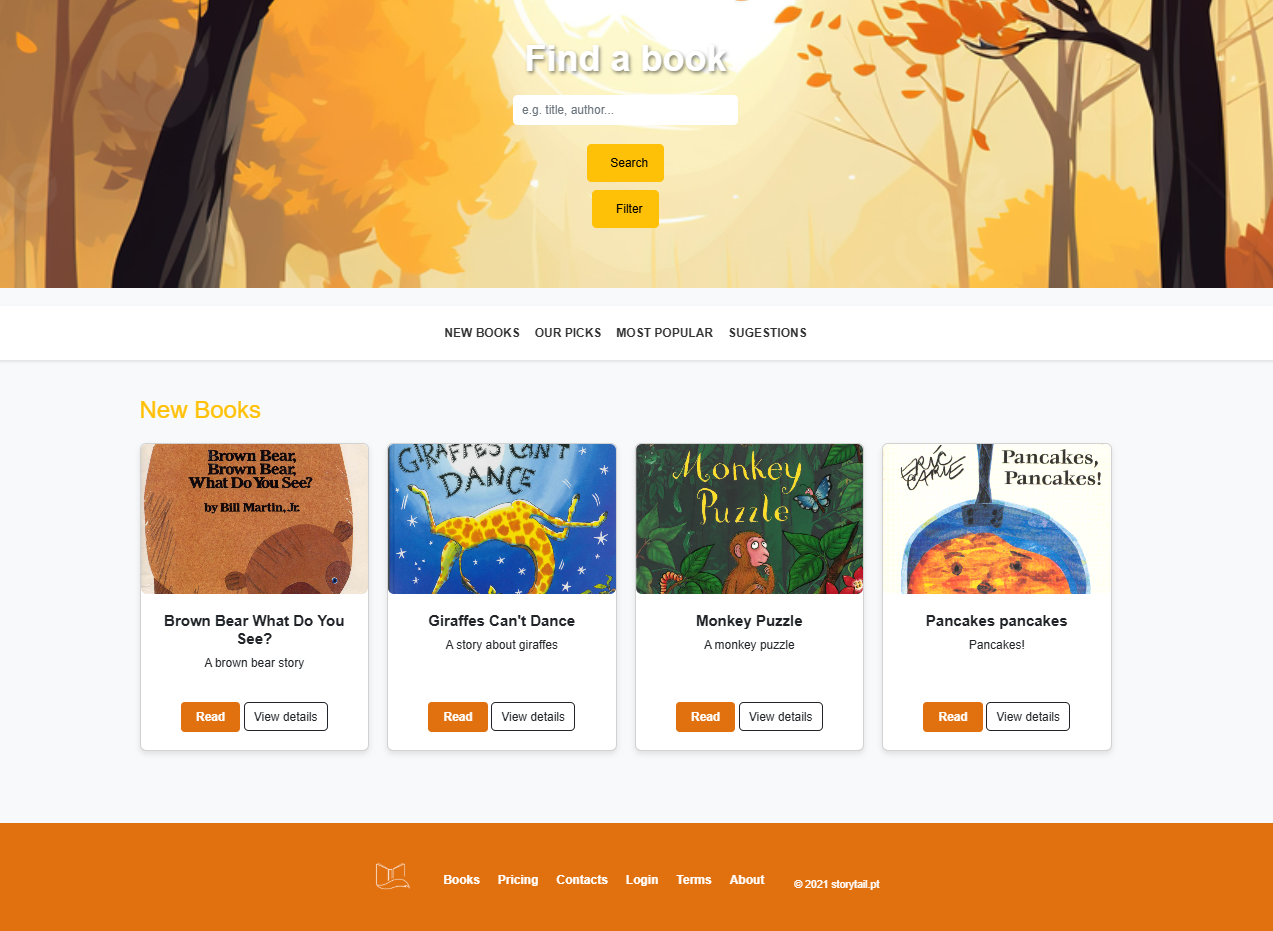 Find a book
e.g. title, author...
Search
Filter
NEW BOOKS OUR PICKS MOST POPULAR SUGESTIONS
New Books
Brown Bear,
Brown Bear,
What Do You See?
by Bill Martin, Jr.
GIRAFFES CAN'T
DANCE
Monkey
Puzzle
ERIC
CARLE
Pancakes,
Pancakes!
Brown Bear What Do You
See?
A brown bear story
Read View details
Giraffes Can't Dance
A story about giraffes
Read View details
Monkey Puzzle
A monkey puzzle
Read View details
Pancakes pancakes
Pancakes!
Read View details
Books Pricing Contacts Login Terms About © 2021 storytail.pt